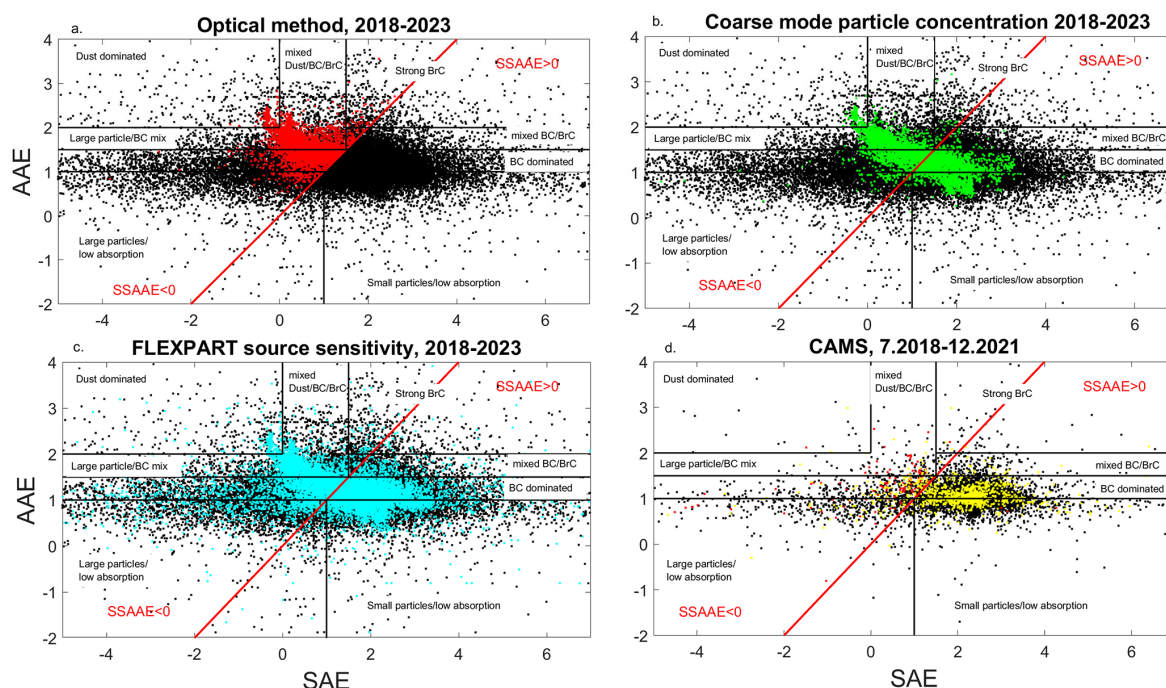 a.
Optical method, 2018-2023
4
3
2
1
0
-1
-2
AAE
-4
-2
0
2
4
6
Dust dominated
mixed
Dust/BC/BrC
Strong BrC
SSAAE>0
Large particle/BC mix
mixed BC/BrC
BC dominated
Large particles/
low absorption
Small particles/low absorption
SSAAE<0
b.
Coarse mode particle concentration 2018-2023
4
3
2
1
0
-1
-2
AAE
-4
-2
0
2
4
6
Dust dominated
mixed
Dust/BC/BrC
Strong BrC
SSAAE>0
Large particle/BC mix
mixed BC/BrC
BC dominated
Large particles/
low absorption
Small particles/low absorption
SSAAE<0
c.
FLEXPART source sensitivity, 2018-2023
4
3
2
1
0
-1
-2
AAE
-4
-2
0
2
4
6
SAE
Dust dominated
mixed
Dust/BC/BrC
Strong BrC
SSAAE>0
Large particle/BC mix
mixed BC/BrC
BC dominated
Large particles/
low absorption
Small particles/low absorption
SSAAE<0
d.
CAMS, 7.2018-12.2021
4
3
2
1
0
-1
-2
-4
-2
0
2
4
6
SAE
Dust dominated
mixed
Dust/BC/BrC
Strong BrC
SSAAE>0
Large particle/BC mix
mixed BC/BrC
BC dominated
Large particles/
low absorption
Small particles/low absorption
SSAAE<0